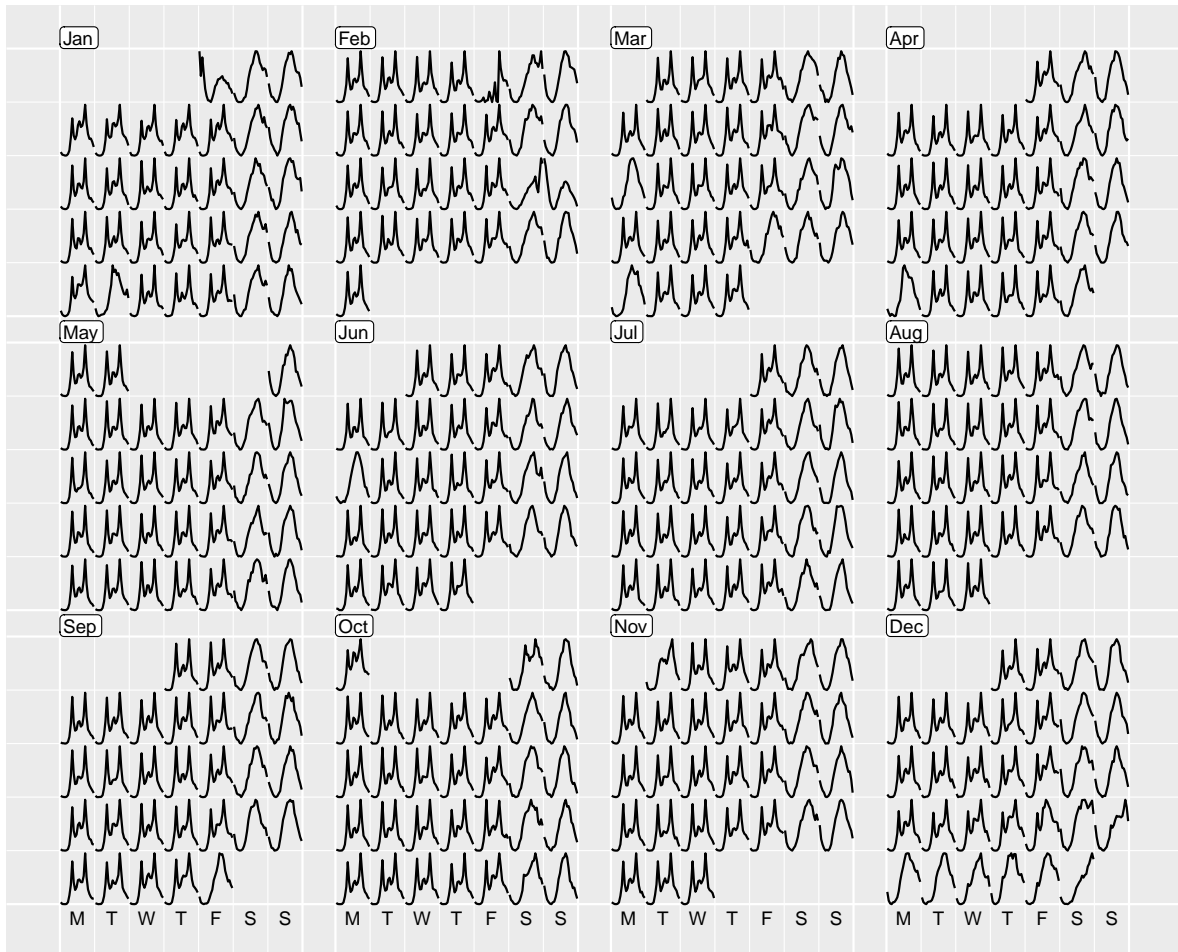 Jan Feb Mar Apr
May Jun Jul Aug
Sep Oct Nov Dec
M T W T F S S M T W T F S S M T W T F S S M T W T F S S